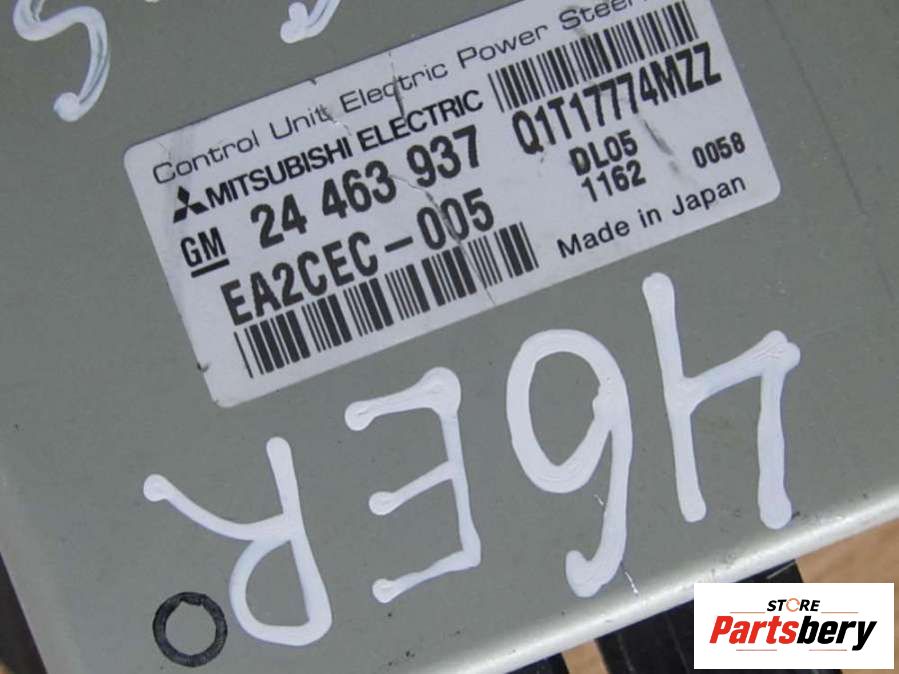 Control Unit Electric Power Steer
MITSUBISHI ELECTRIC
Q1T17774MZZ
GM 24 463 937
DL05
1162
0058
EA2CEC-005
Made in Japan
46ER
STORE
Partsbery